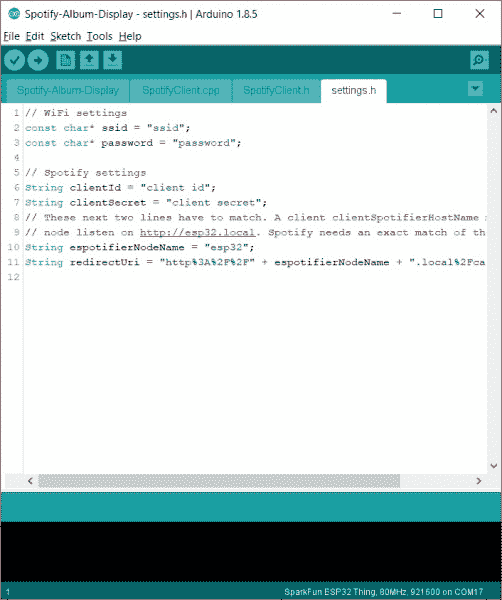 Spotify-Album-Display - settings.h | Arduino 1.8.5
File Edit Sketch Tools Help
Spotify-Album-Display SpotifyClient.cpp SpotifyClient.h settings.h
1 // WiFi settings
2 const char* ssid = "ssid";
3 const char* password = "password";
4
5 // Spotify settings
6 String clientId = "client id";
7 String clientSecret = "client secret";
8 // These next two lines have to match. A client clientSpotifierHostName
9 // node listen on http://esp32.local. Spotify needs an exact match of th
10 String espotifierNodeName = "esp32";
11 String redirectUri = "http%3A%2F%2F" + espotifierNodeName + ".local%2Fca
12
1 SparkFun ESP32 Thing, 80MHz, 921600 on COM17